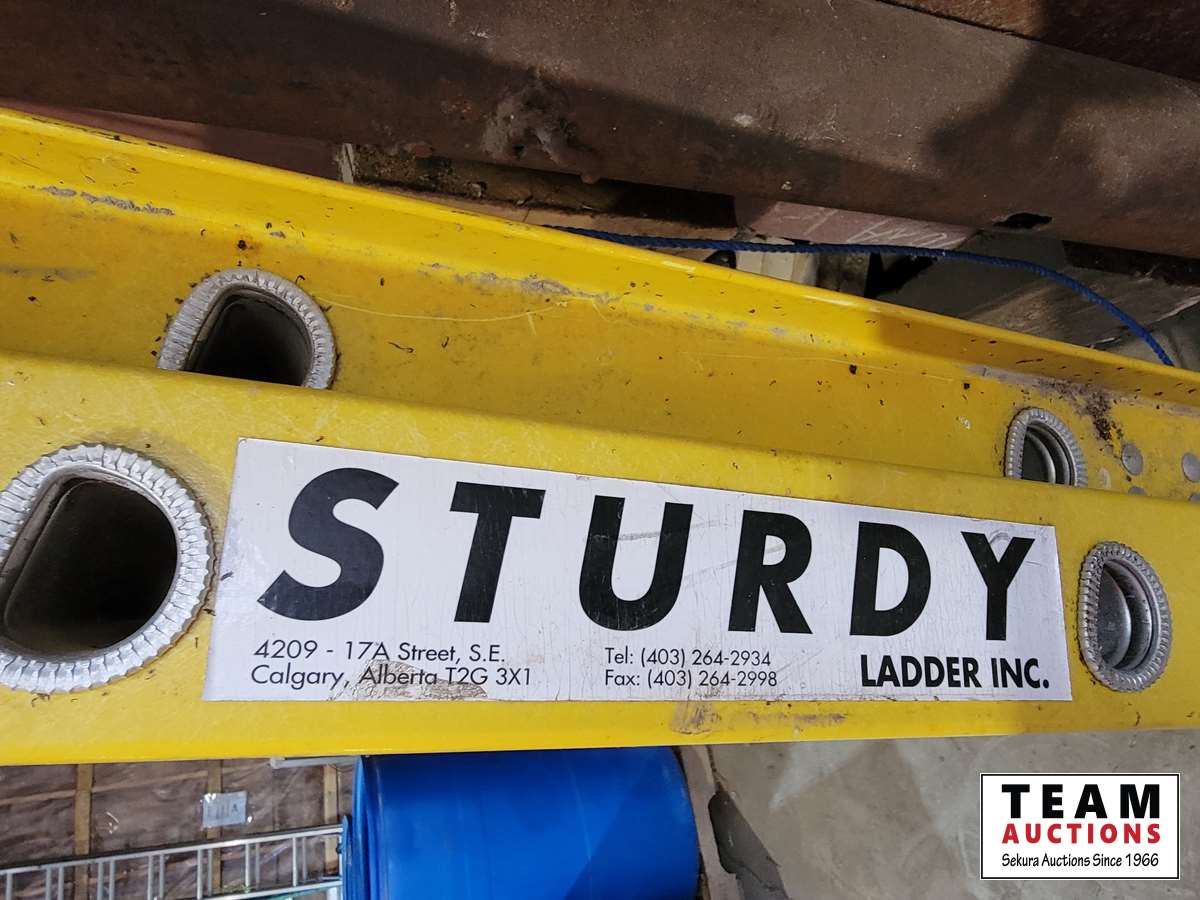 STURDY
LADDER INC.
4209 - 17A Street, S.E.
Calgary, Alberta T2G 3X1
Tel: (403) 264-2934
Fax: (403) 264-2998
TEAM
AUCTIONS
Sekura Auctions Since 1966